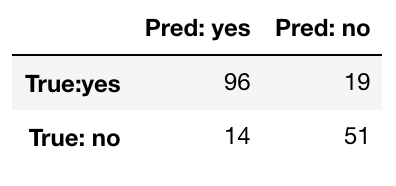 Pred: yes Pred: no
True:yes 96 19
True: no 14 51